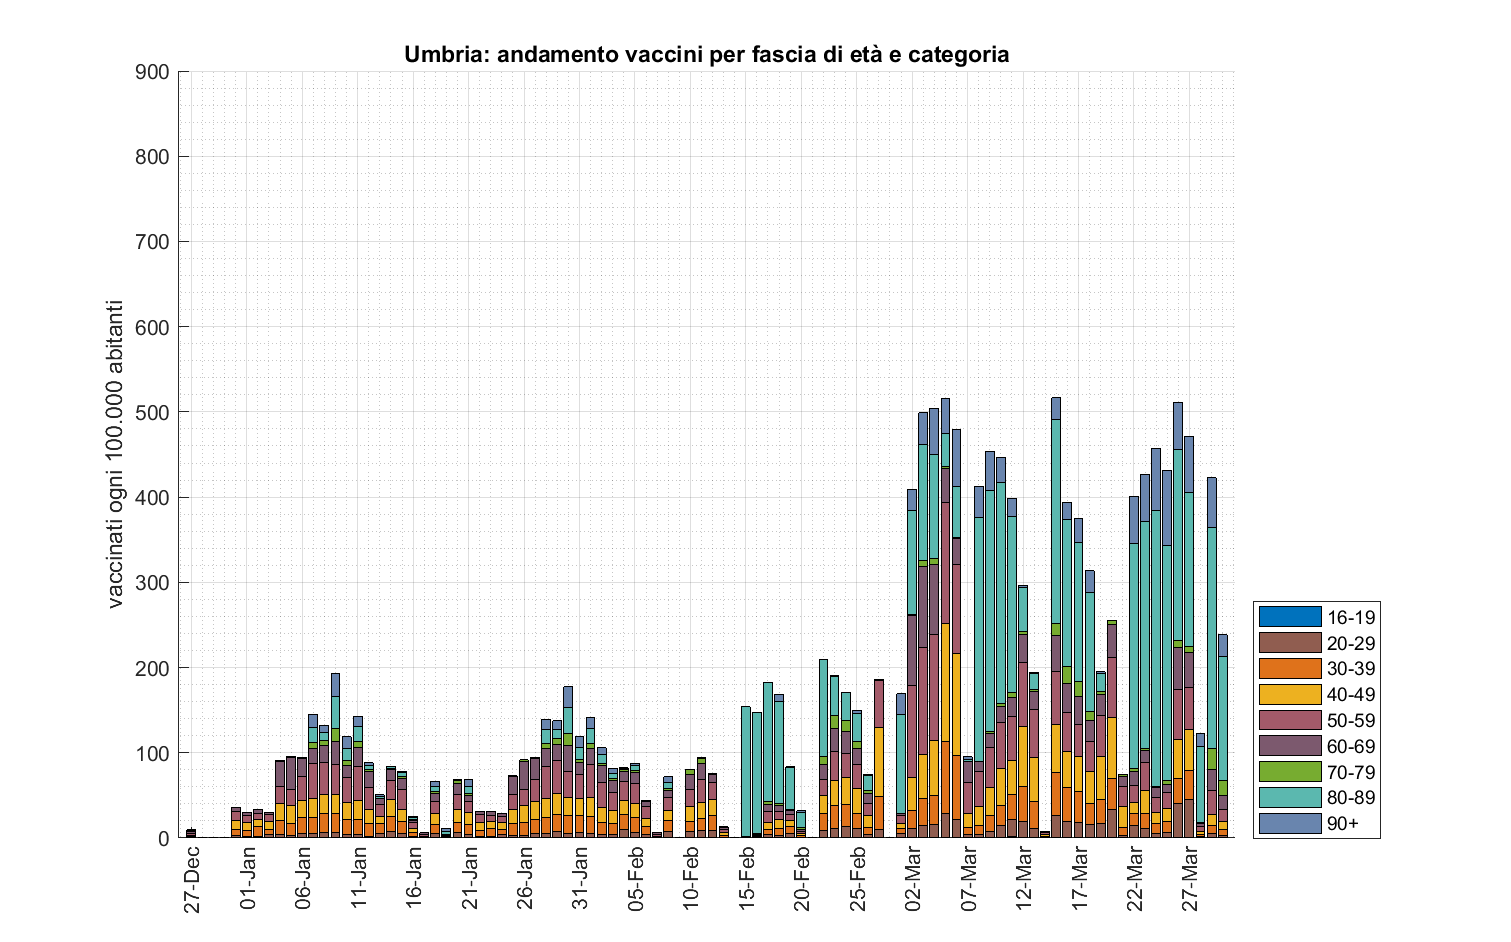 Umbria: andamento vaccini per fascia di età e categoria
vaccinati ogni 100.000 abitanti
900
800
700
600
500
400
300
200
100
0
27-Dec
01-Jan
06-Jan
11-Jan
16-Jan
21-Jan
26-Jan
31-Jan
05-Feb
10-Feb
15-Feb
20-Feb
25-Feb
02-Mar
07-Mar
12-Mar
17-Mar
22-Mar
27-Mar
16-19
20-29
30-39
40-49
50-59
60-69
70-79
80-89
90+